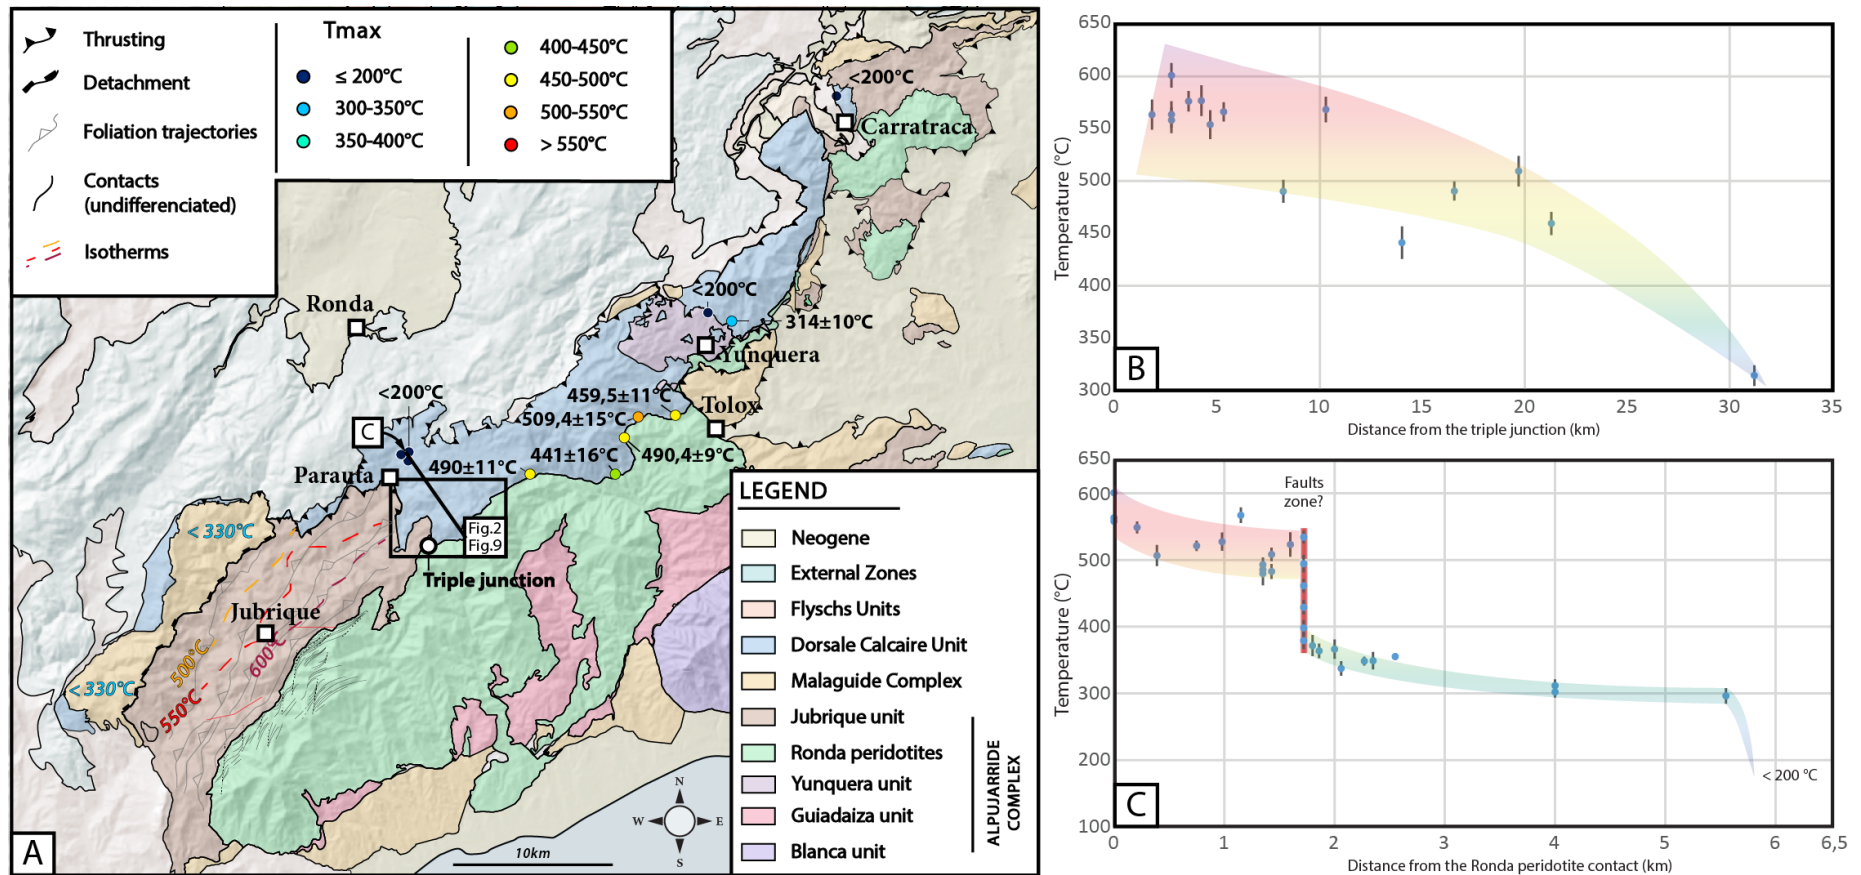 Thrusting
Detachment
Foliation trajectories
Contacts
(undifferenciated)
Isotherms
Tmax
≤ 200°C
300-350°C
350-400°C
400-450°C
450-500°C
500-550°C
> 550°C
<200°C
Carratraca
Ronda
<200°C
314±10°C
Yunquera
<200°C
459,5±11°C
509,4±15°C
Tolox
C
441±16°C
490,4±9°C
490±11°C
Parauta
Fig.2
Fig.9
Triple junction
< 330°C
Jubrique
500°C
600°C
< 330°C
550°C
LEGEND
Neogene
External Zones
Flyschs Units
Dorsale Calcaire Unit
Malaguide Complex
Jubrique unit
Ronda peridotites
Yunquera unit
Guiadaiza unit
Blanca unit
ALPUJARRIDE
COMPLEX
N
W
E
S
10km
A
650
600
550
500
450
400
350
300
Temperature (°C)
B
0 5 10 15 20 25 30 35
Distance from the triple junction (km)
650
600
500
400
300
200
100
Temperature (°C)
Faults
zone?
< 200 °C
C
0 1 2 3 4 5 6 6,5
Distance from the Ronda peridotite contact (km)